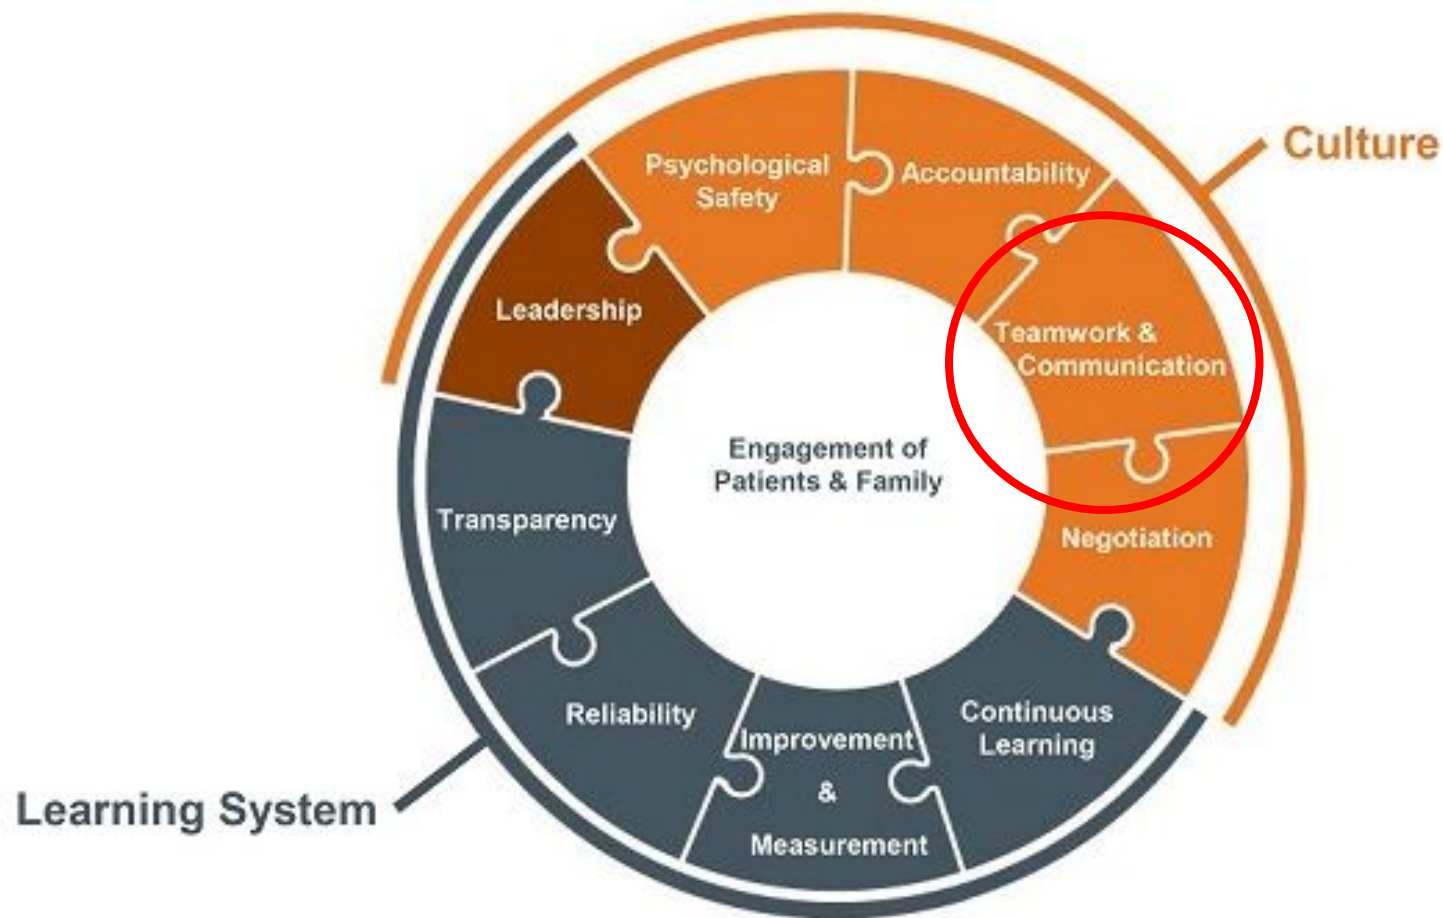 Culture
Psychological
Safety
Accountability
Leadership
Teamwork &
Communication
Engagement of
Patients & Family
Transparency
Negotiation
Reliability
Improvement
&
Measurement
Continuous
Learning
Learning System